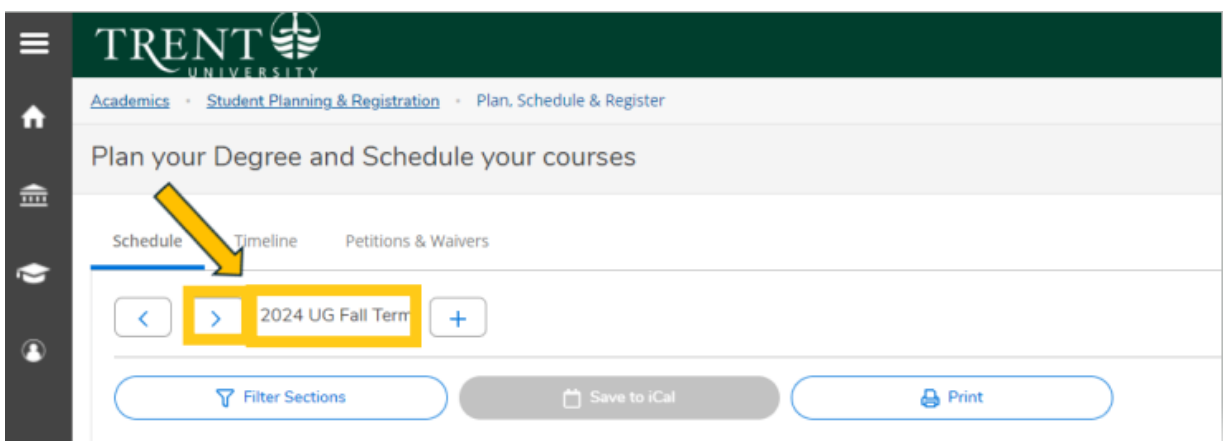 TRENT
UNIVERSITY
Academics · Student Planning & Registration · Plan, Schedule & Register
Plan your Degree and Schedule your courses
Schedule Timeline Petitions & Waivers
< > 2024 UG Fall Term +
Filter Sections Save to iCal Print